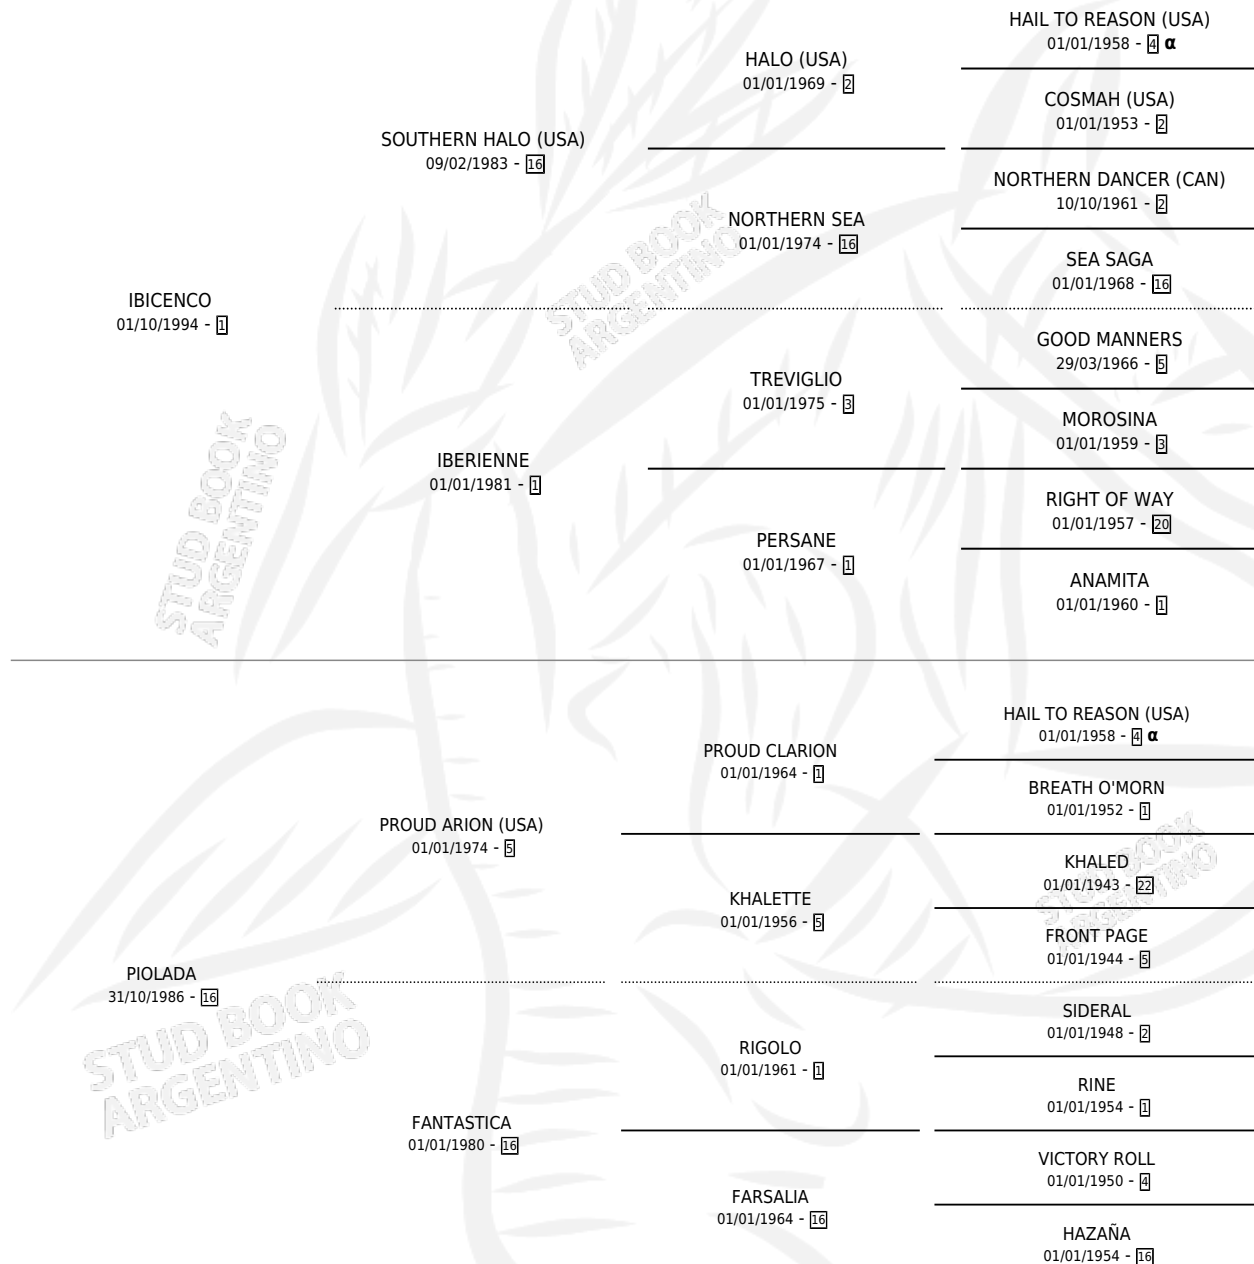 HAIL TO REASON (USA)
01/01/1958 - 4 α
HALO (USA)
01/01/1969 - 2
COSMAH (USA)
01/01/1953 - 2
SOUTHERN HALO (USA)
09/02/1983 - 16
NORTHERN DANCER (CAN)
10/10/1961 - 2
NORTHERN SEA
01/01/1974 - 16
SEA SAGA
01/01/1968 - 16
IBICENCO
01/10/1994 - 1
GOOD MANNERS
29/03/1966 - 5
TREVIGLIO
01/01/1975 - 3
MOROSINA
01/01/1959 - 3
IBERIENNE
01/01/1981 - 1
RIGHT OF WAY
01/01/1957 - 20
PERSANE
01/01/1967 - 1
ANAMITA
01/01/1960 - 1
HAIL TO REASON (USA)
01/01/1958 - 4 α
PROUD CLARION
01/01/1964 - 1
BREATH O'MORN
01/01/1952 - 1
PROUD ARION (USA)
01/01/1974 - 5
KHALED
01/01/1943 - 22
KHALETTE
01/01/1956 - 5
FRONT PAGE
01/01/1944 - 5
PIOLADA
31/10/1986 - 16
SIDERAL
01/01/1948 - 2
RIGOLO
01/01/1961 - 1
RINE
01/01/1954 - 1
FANTASTICA
01/01/1980 - 16
VICTORY ROLL
01/01/1950 - 4
FARSALIA
01/01/1964 - 16
HAZAÑA
01/01/1954 - 16
STUD BOOK
ARGENTINO
STUD BOOK
ARGENTINO
STUD BOOK
ARGENTINO
STUD BOOK
ARGENTINO